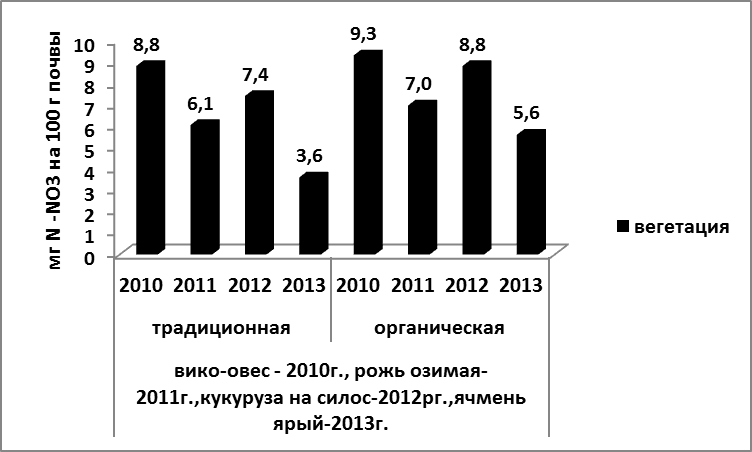 мг N -NO3 на 100 г почвы
10
9
8
7
6
5
4
3
2
1
0
8,8
6,1
7,4
3,6
9,3
7,0
8,8
5,6
вегетация
2010 2011 2012 2013 2010 2011 2012 2013
традиционная органическая
вико-овес - 2010г., рожь озимая-
2011г.,кукуруза на силос-2012рг.,ячмень
ярый-2013г.